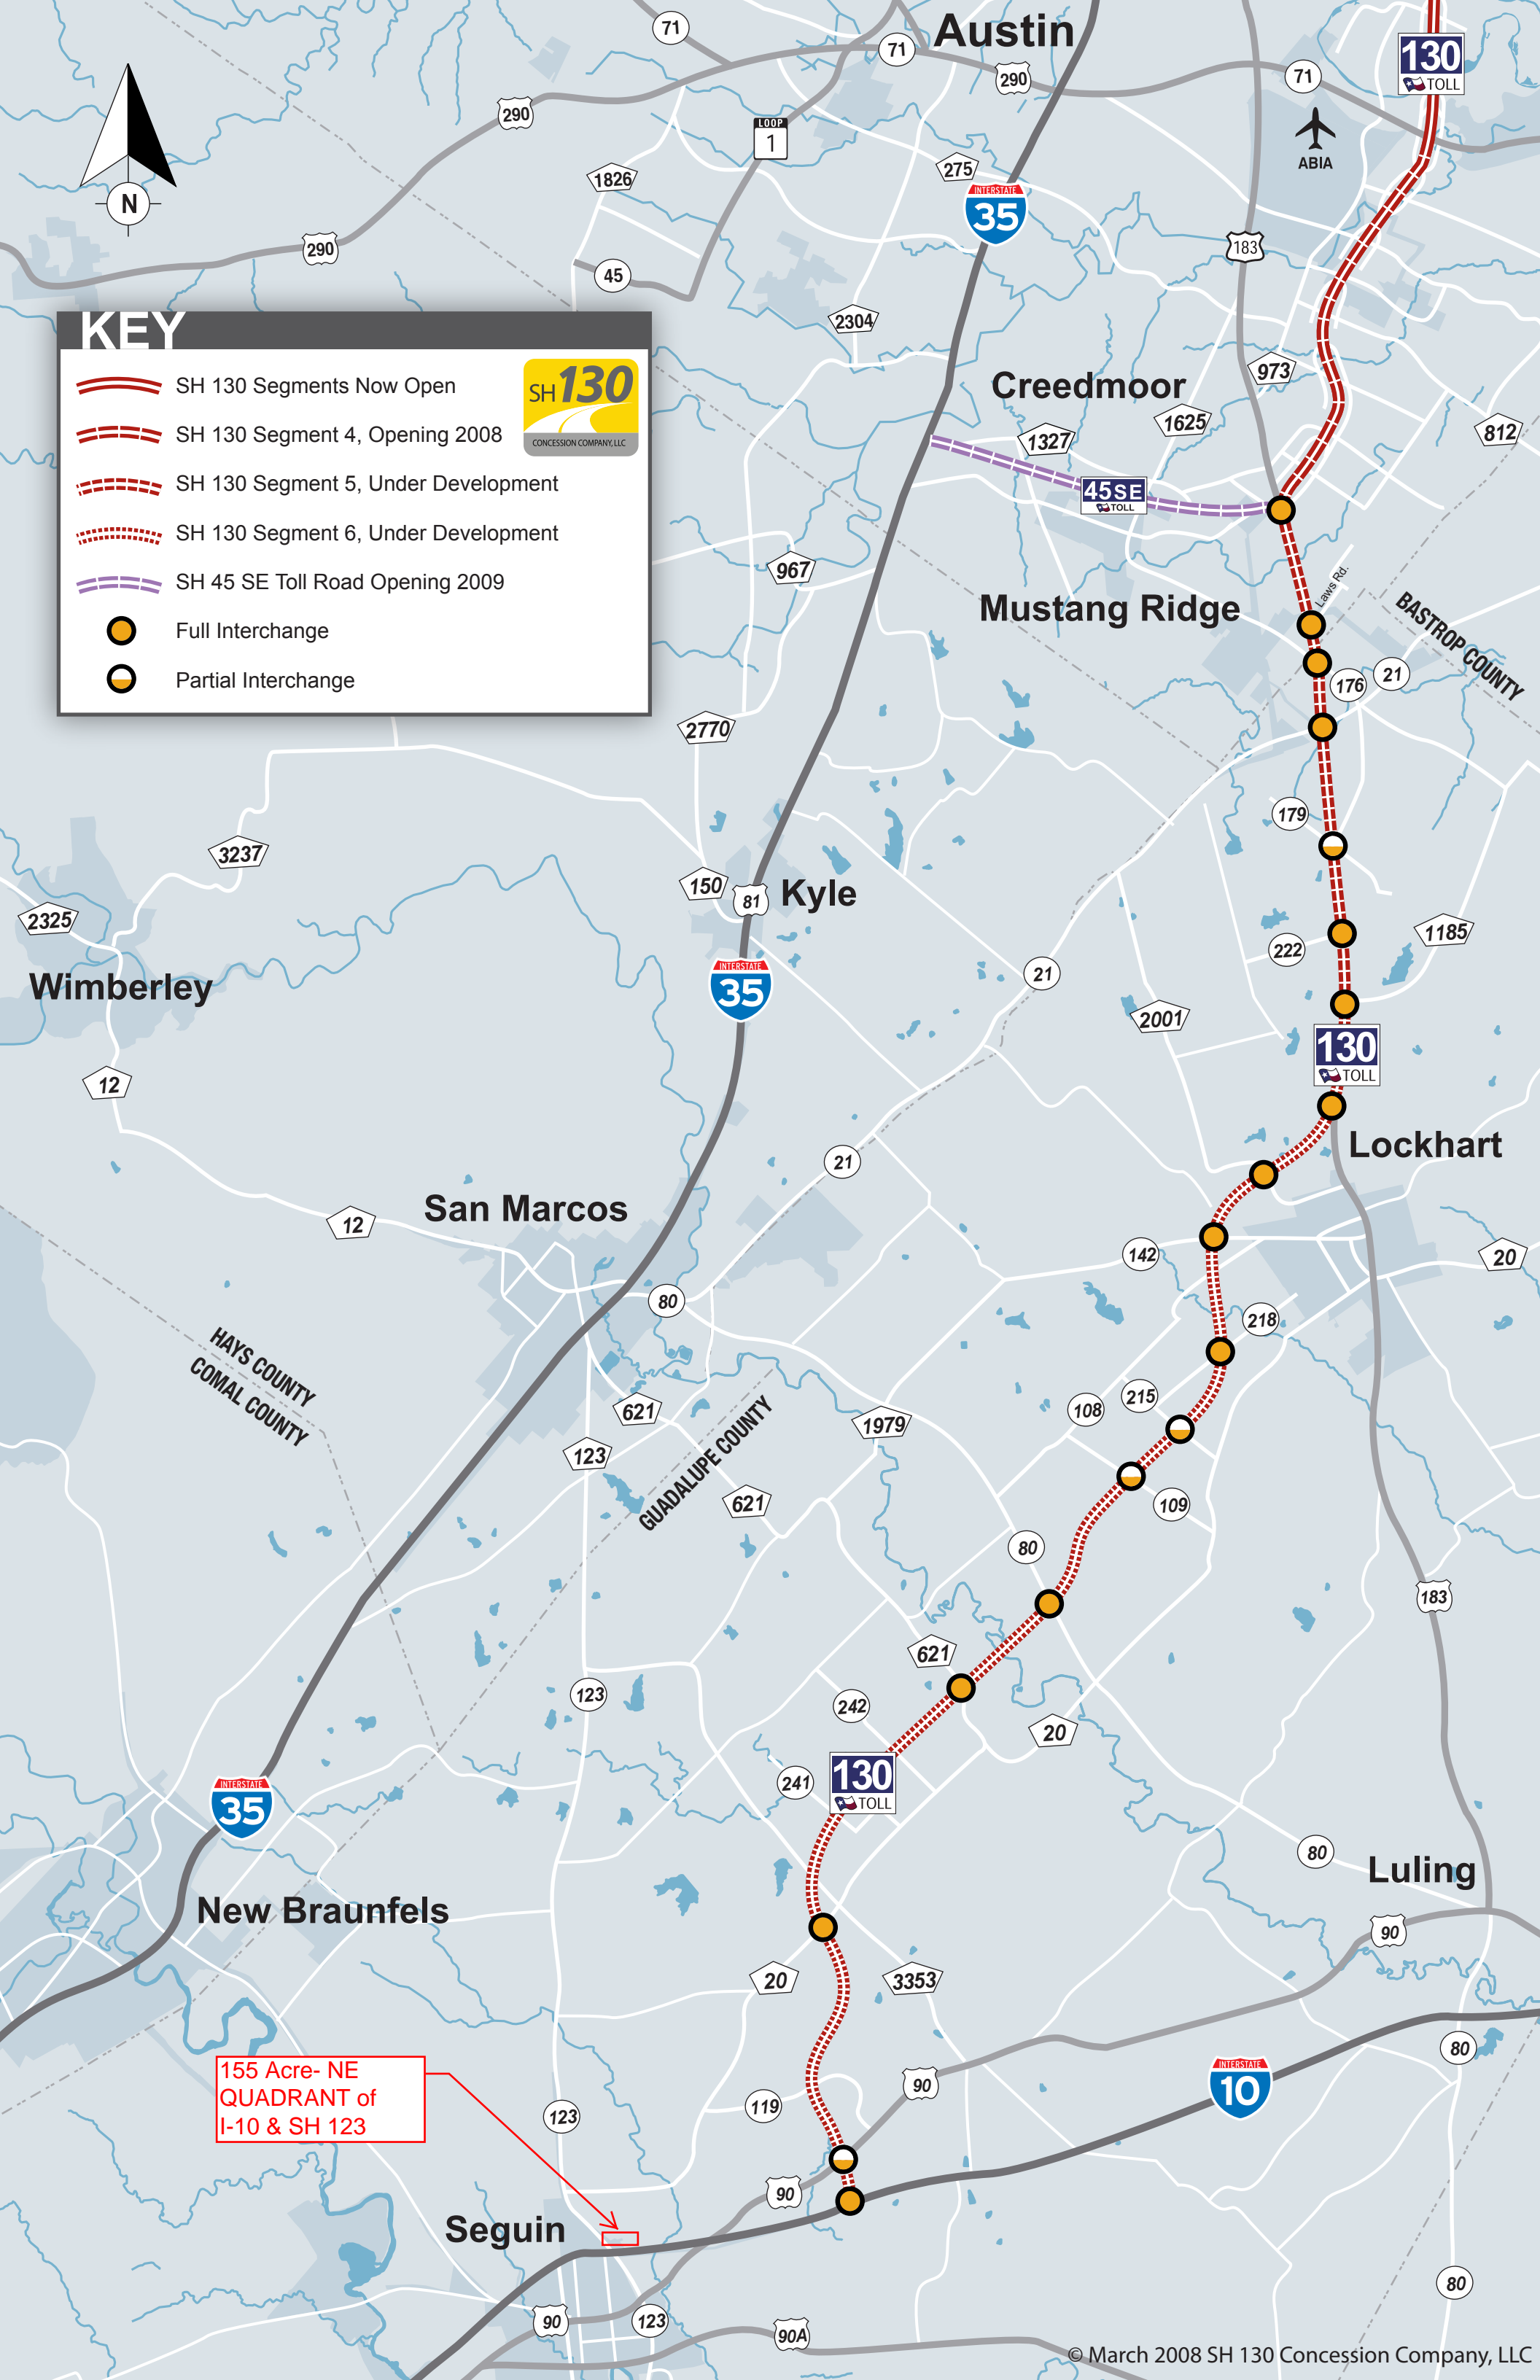 Austin
71
71
290
71
130
TOLL
290
LOOP
1
ABIA
275
1826
INTERSTATE
35
N
290
183
45
2304
KEY
SH 130 Segments Now Open
SH 130 Segment 4, Opening 2008
SH 130 Segment 5, Under Development
SH 130 Segment 6, Under Development
SH 45 SE Toll Road Opening 2009
Full Interchange
Partial Interchange
SH 130
CONCESSION COMPANY, LLC
973
Creedmoor
1625
812
1327
45SE
TOLL
967
Laws Rd.
Mustang Ridge
BASTROP COUNTY
176
21
2770
179
3237
150
81
Kyle
2325
1185
222
21
INTERSTATE
35
Wimberley
2001
130
TOLL
12
Lockhart
21
San Marcos
12
142
20
80
218
HAYS COUNTY
COMAL COUNTY
215
108
621
1979
123
GUADALUPE COUNTY
621
109
80
183
621
123
242
20
130
TOLL
241
INTERSTATE
35
80
Luling
New Braunfels
90
20
3353
80
155 Acre- NE
QUADRANT of
I-10 & SH 123
90
INTERSTATE
10
119
123
90
Seguin
80
90
123
90A
© March 2008 SH 130 Concession Company, LLC